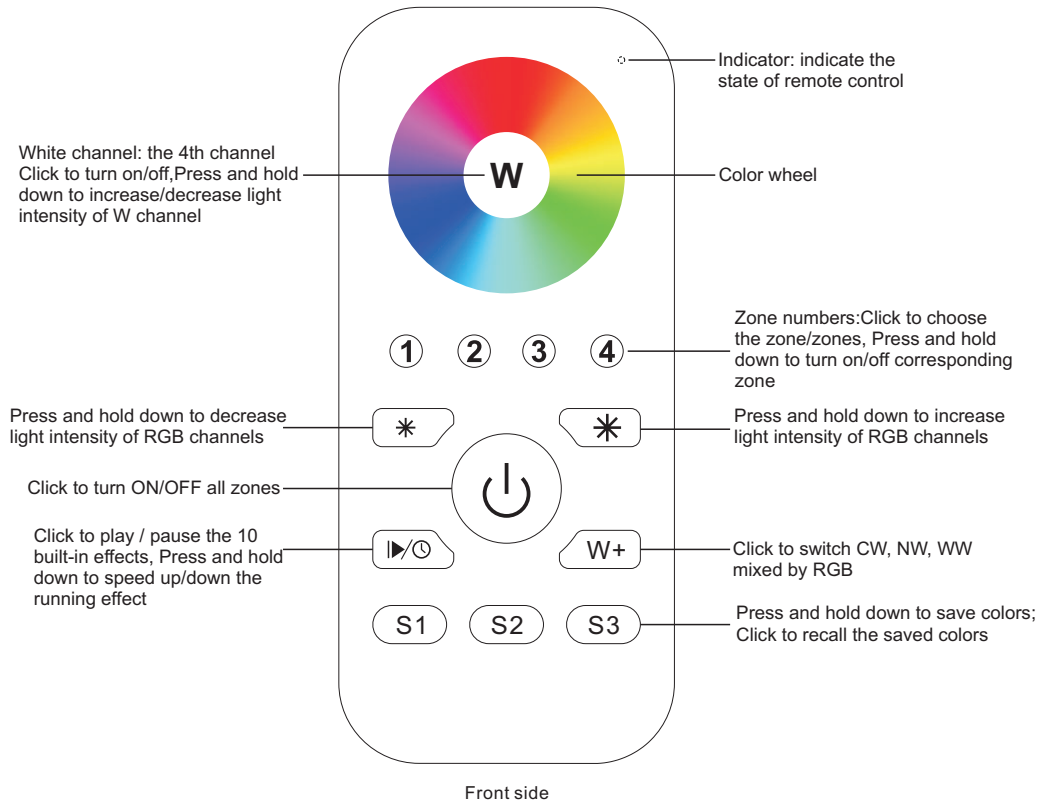 Indicator: indicate the
state of remote control
White channel: the 4th channel
Click to turn on/off,Press and hold
down to increase/decrease light
intensity of W channel
W
Color wheel
Zone numbers:Click to choose
the zone/zones, Press and hold
down to turn on/off corresponding
zone
1 2 3 4
Press and hold down to decrease
light intensity of RGB channels
Press and hold down to increase
light intensity of RGB channels
Click to turn ON/OFF all zones
Click to play / pause the 10
built-in effects, Press and hold
down to speed up/down the
running effect
W+
Click to switch CW, NW, WW
mixed by RGB
S1 S2 S3
Press and hold down to save colors;
Click to recall the saved colors
Front side